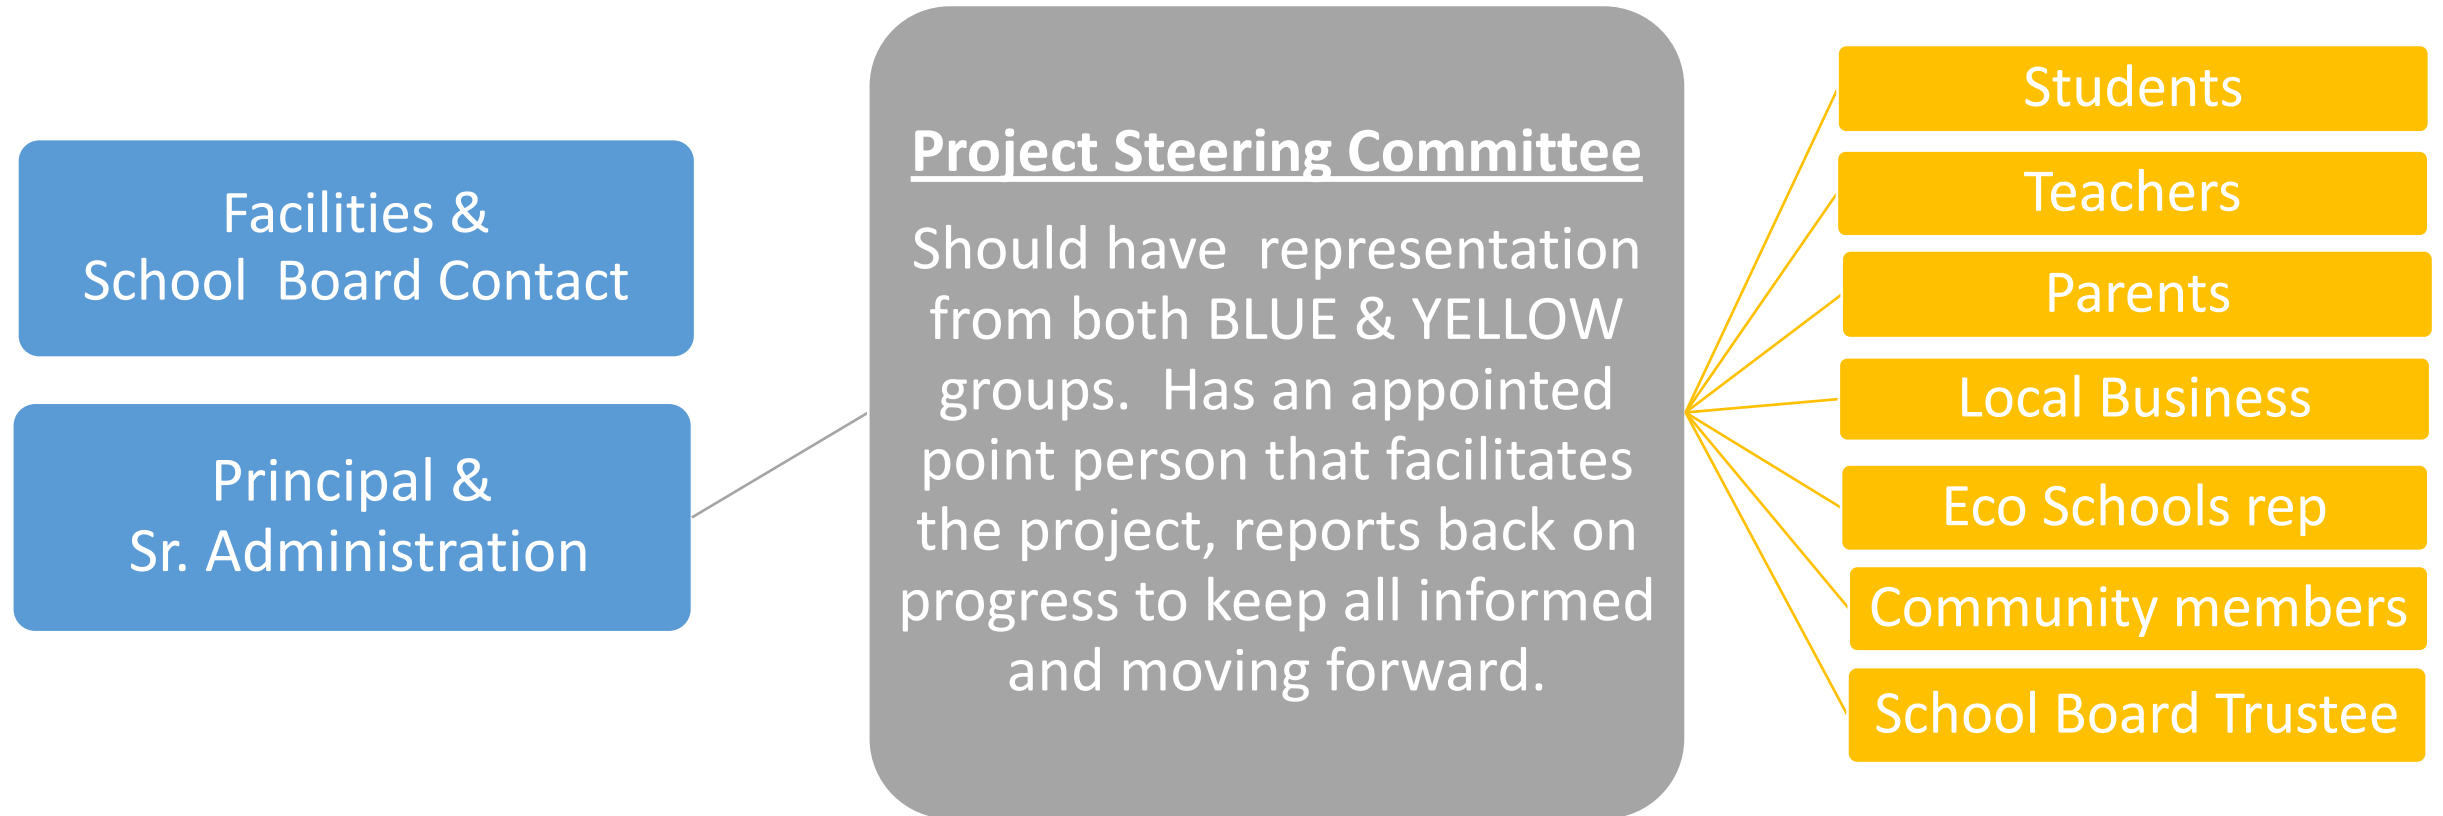 Facilities &
School Board Contact
Principal &
Sr. Administration
Project Steering Committee
Should have representation
from both BLUE & YELLOW
groups. Has an appointed
point person that facilitates
the project, reports back on
progress to keep all informed
and moving forward.
Students
Teachers
Parents
Local Business
Eco Schools rep
Community members
School Board Trustee